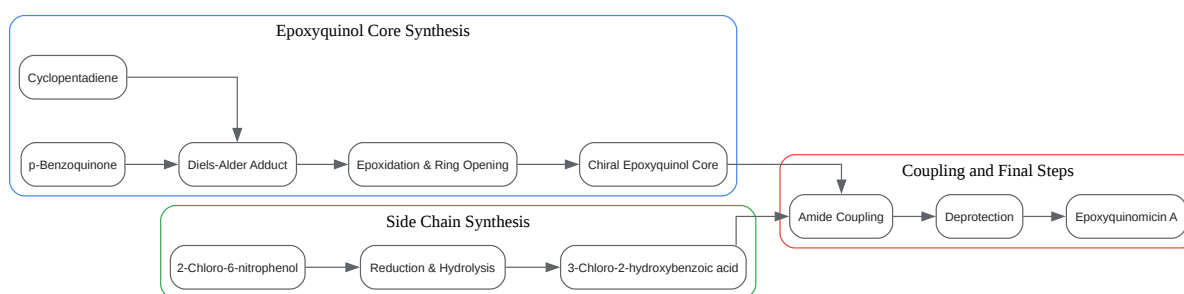 Epoxyquinol Core Synthesis
Cyclopentadiene
p-Benzoquinone
Diels-Alder Adduct
Epoxidation & Ring Opening
Chiral Epoxyquinol Core
Side Chain Synthesis
2-Chloro-6-nitrophenol
Reduction & Hydrolysis
3-Chloro-2-hydroxybenzoic acid
Coupling and Final Steps
Amide Coupling
Deprotection
Epoxyquinomicin A